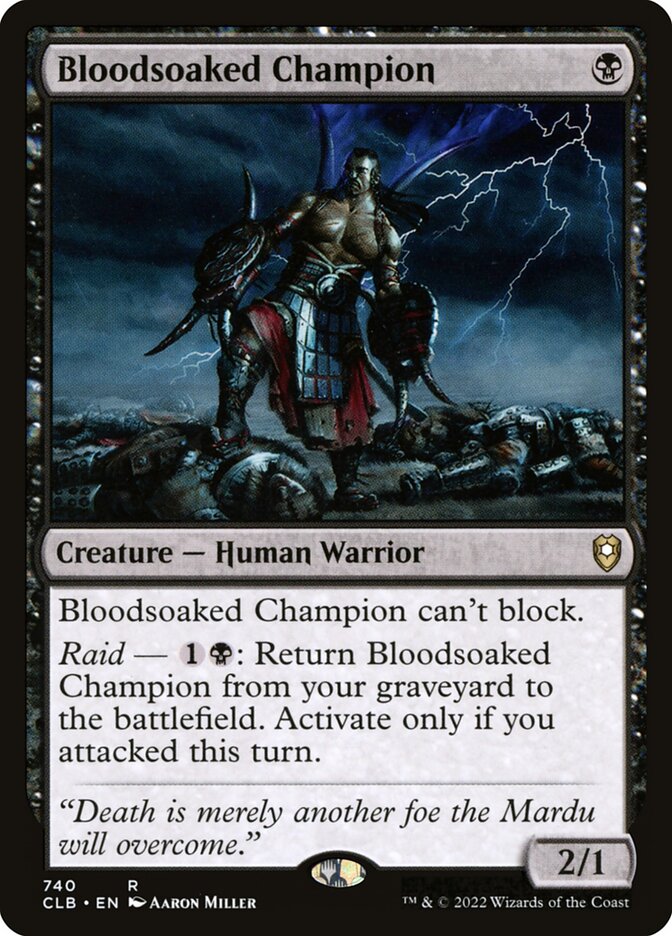 Bloodsoaked Champion
Creature — Human Warrior
Bloodsoaked Champion can't block.
Raid — 1 : Return Bloodsoaked
Champion from your graveyard to
the battlefield. Activate only if you
attacked this turn.
“Death is merely another foe the Mardu
will overcome.”
2/1
740 R
CLB • EN Aaron Miller
™ & © 2022 Wizards of the Coast